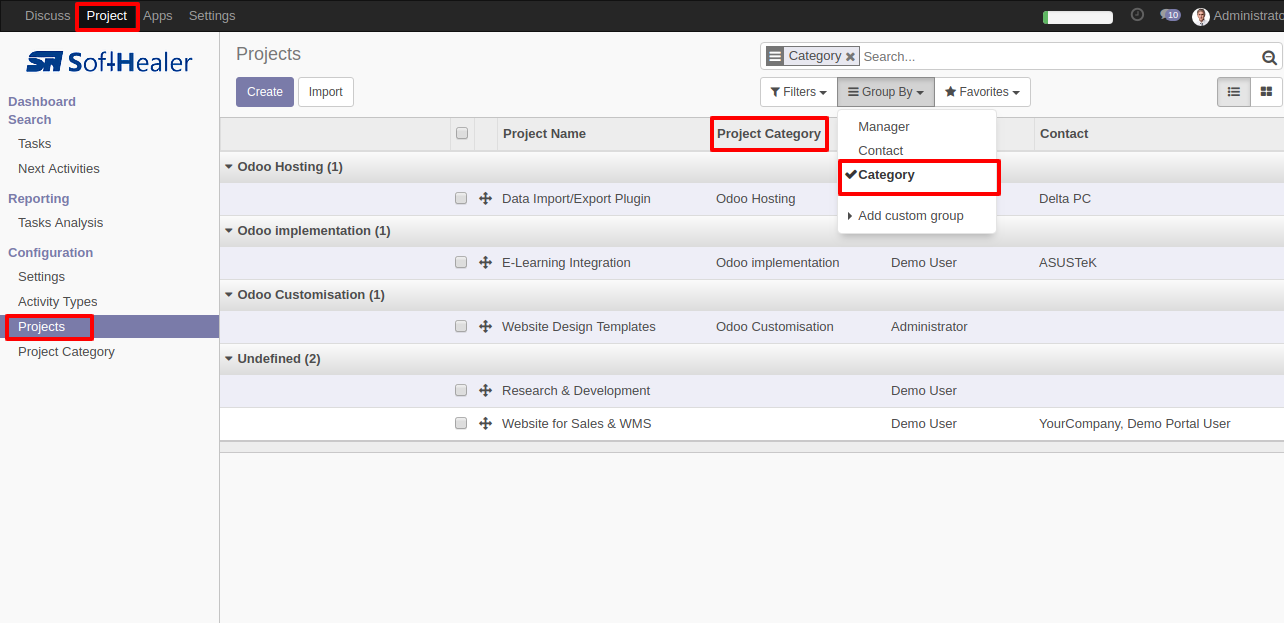 Discuss Project Apps Settings 10 Administrato
SoftHealer
Dashboard
Search
Tasks
Next Activities
Reporting
Tasks Analysis
Configuration
Settings
Activity Types
Projects
Project Category
Projects
Category Search...
Create Import
Filters Group By Favorites
Manager
Contact
Category
Add custom group
Project Name Project Category Contact
Odoo Hosting (1)
Data Import/Export Plugin Odoo Hosting Delta PC
Odoo implementation (1)
E-Learning Integration Odoo implementation Demo User ASUSTeK
Odoo Customisation (1)
Website Design Templates Odoo Customisation Administrator
Undefined (2)
Research & Development Demo User
Website for Sales & WMS Demo User YourCompany, Demo Portal User